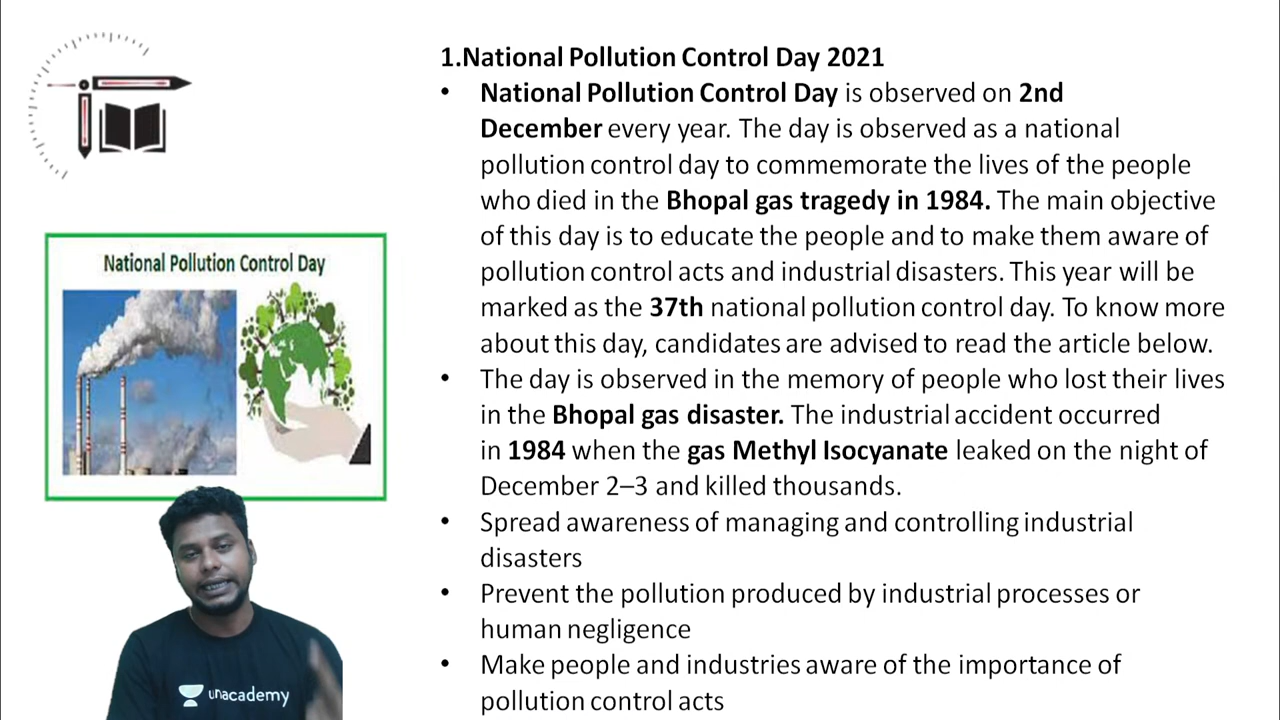 1.National Pollution Control Day 2021
• National Pollution Control Day is observed on 2nd
December every year. The day is observed as a national
pollution control day to commemorate the lives of the people
who died in the Bhopal gas tragedy in 1984. The main objective
of this day is to educate the people and to make them aware of
pollution control acts and industrial disasters. This year will be
marked as the 37th national pollution control day. To know more
about this day, candidates are advised to read the article below.
• The day is observed in the memory of people who lost their lives
in the Bhopal gas disaster. The industrial accident occurred
in 1984 when the gas Methyl Isocyanate leaked on the night of
December 2–3 and killed thousands.
• Spread awareness of managing and controlling industrial
disasters
• Prevent the pollution produced by industrial processes or
human negligence
• Make people and industries aware of the importance of
pollution control acts
National Pollution Control Day
unacademy